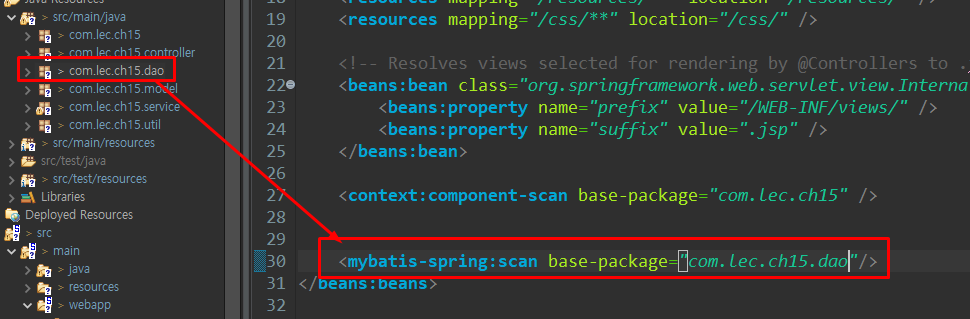 Java Resources
> src/main/java
> com.lec.ch15
> com.lec.ch15.controller
> com.lec.ch15.dao
> com.lec.ch15.model
> com.lec.ch15.service
> com.lec.ch15.util
> src/main/resources
src/test/java
> src/test/resources
Libraries
Deployed Resources
> src
> main
> java
> resources
> webapp
18 <resources mapping="/resources/**" location="/resources/" />
19 <resources mapping="/css/**" location="/css/" />
20
21 <!-- Resolves views selected for rendering by @Controllers to .
22 <beans:bean class="org.springframework.web.servlet.view.Interna
23 <beans:property name="prefix" value="/WEB-INF/views/" />
24 <beans:property name="suffix" value=".jsp" />
25 </beans:bean>
26
27 <context:component-scan base-package="com.lec.ch15" />
28
29
30 <mybatis-spring:scan base-package="com.lec.ch15.dao"/>
31 </beans:beans>
32